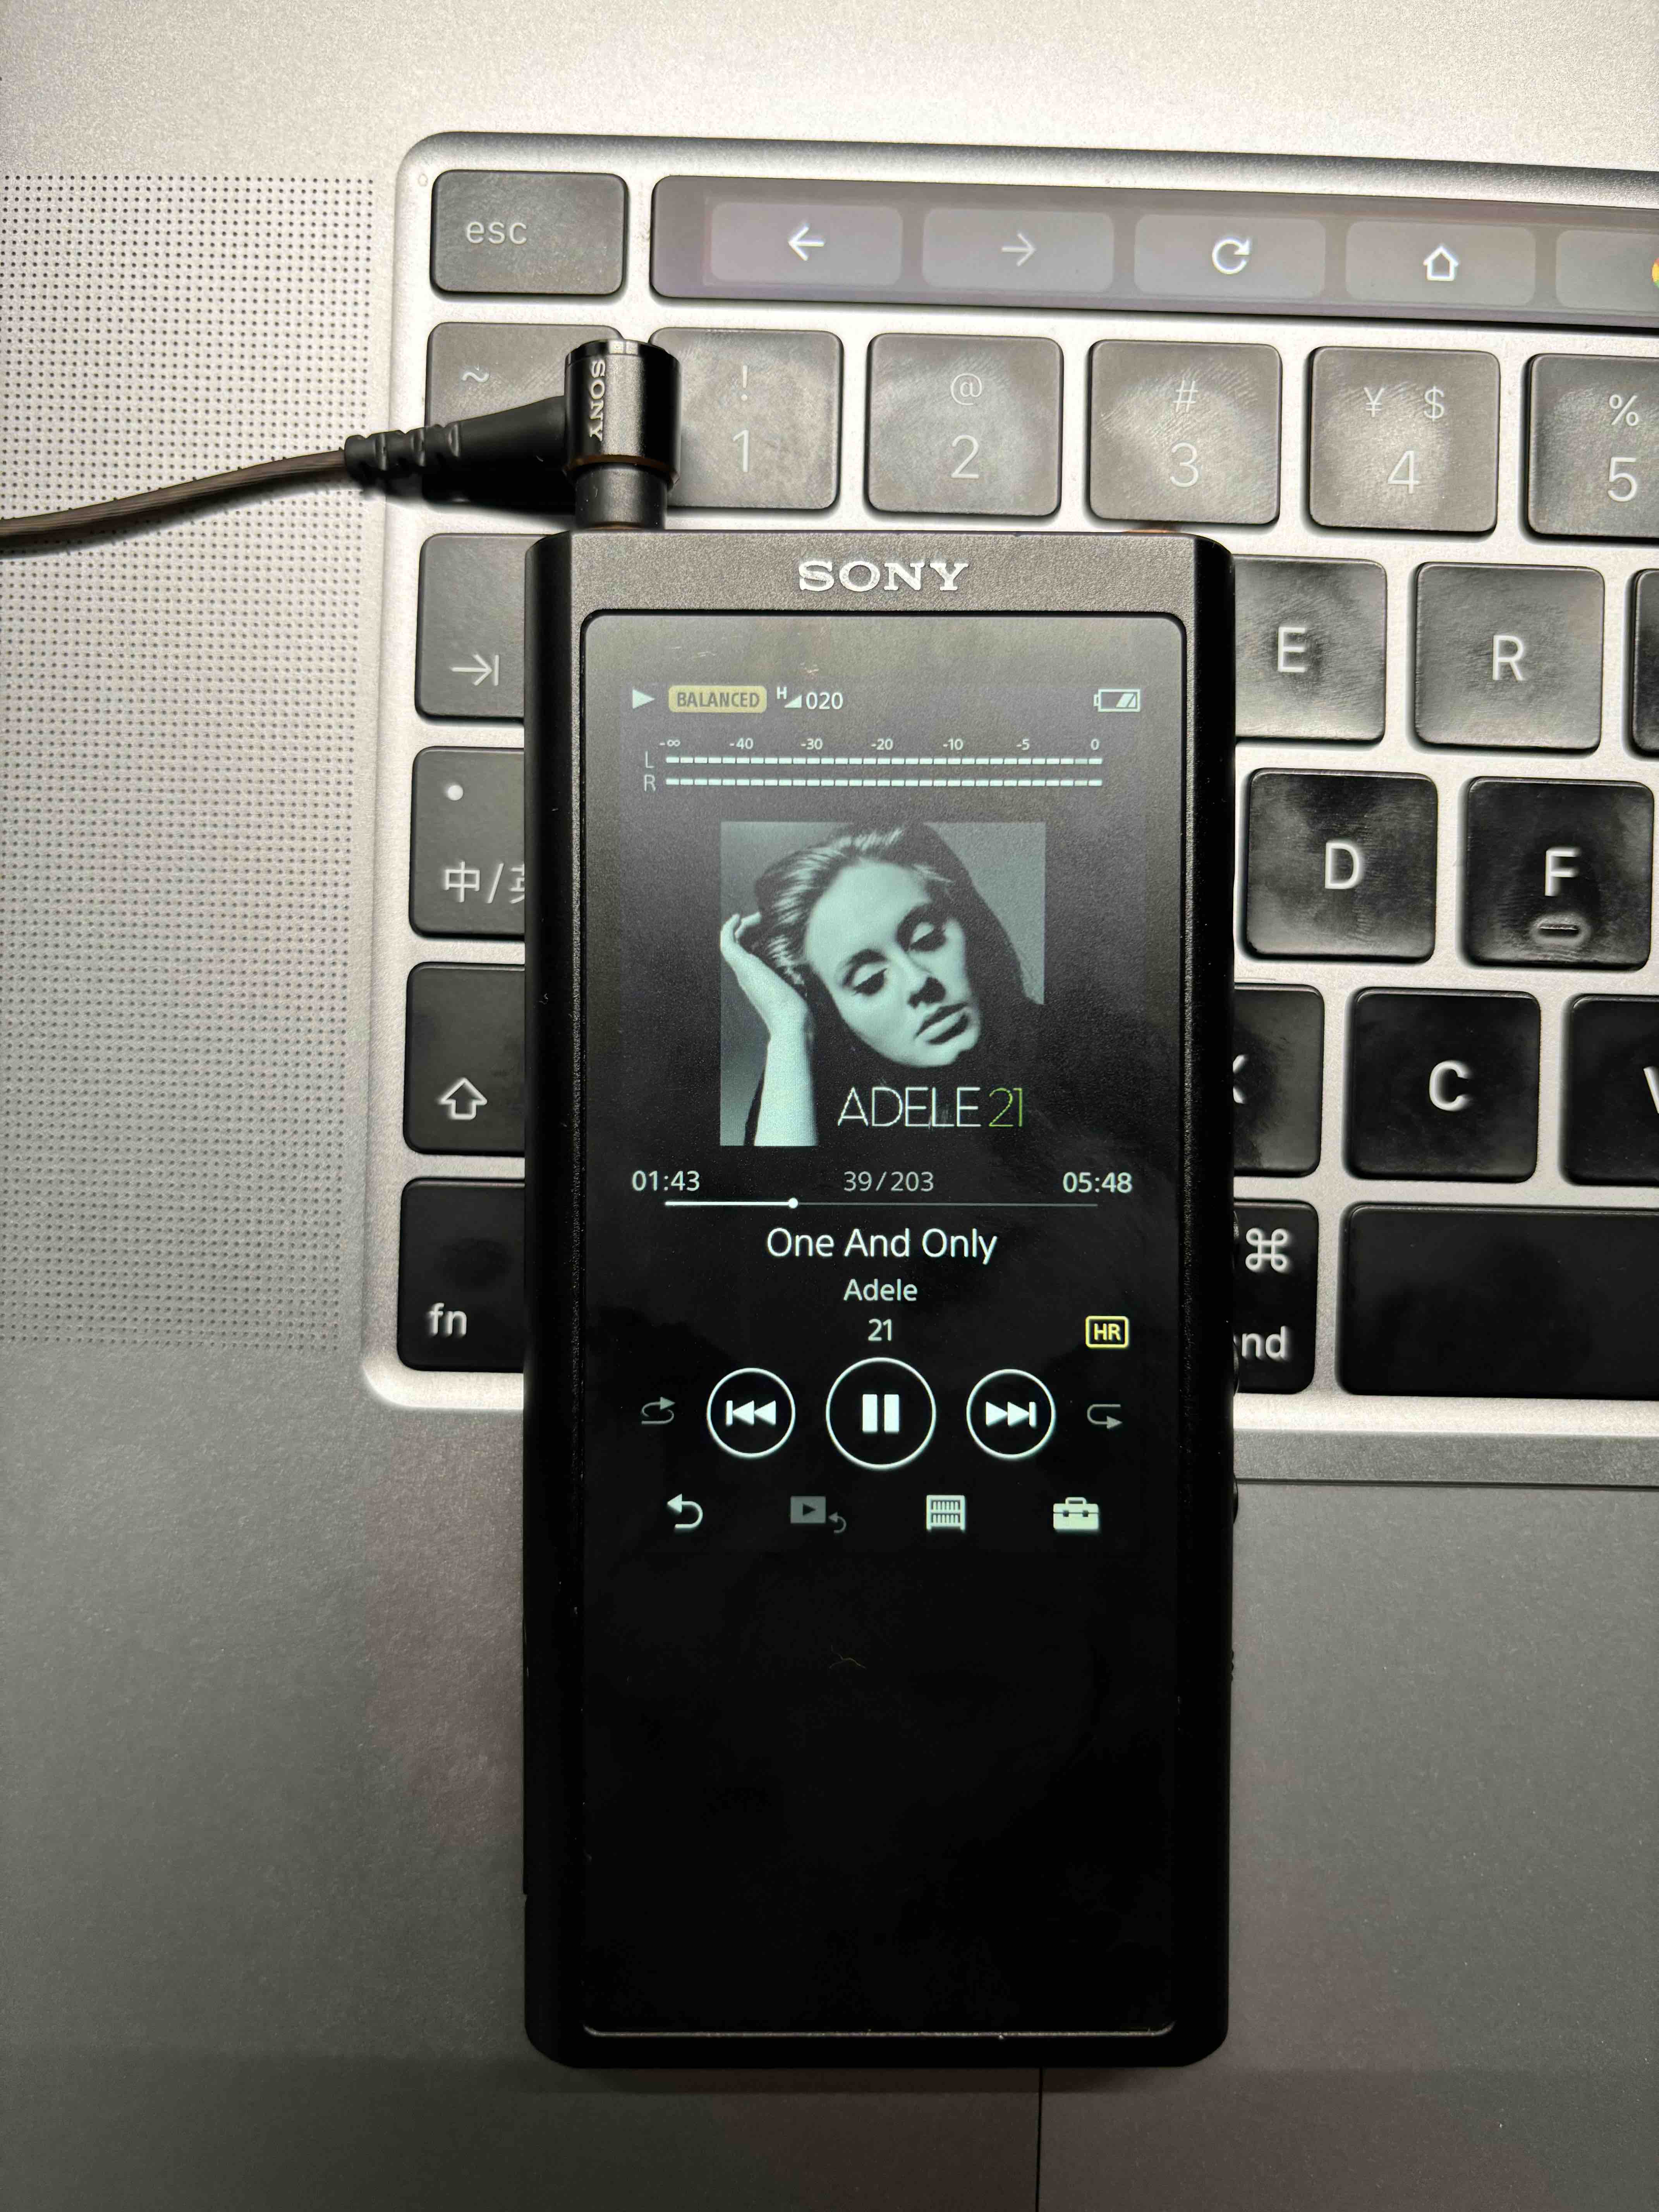 esc
~
! 1
@ 2
# 3
¥ $ 4
% 5
SONY
SONY
E
R
BALANCED H 020
-∞ -40 -30 -20 -10 -5 0
L
R
D
F
中/
ADELE 21
C
01:43 39/203 05:48
One And Only
Adele
21
HR
fn
⌘
nd